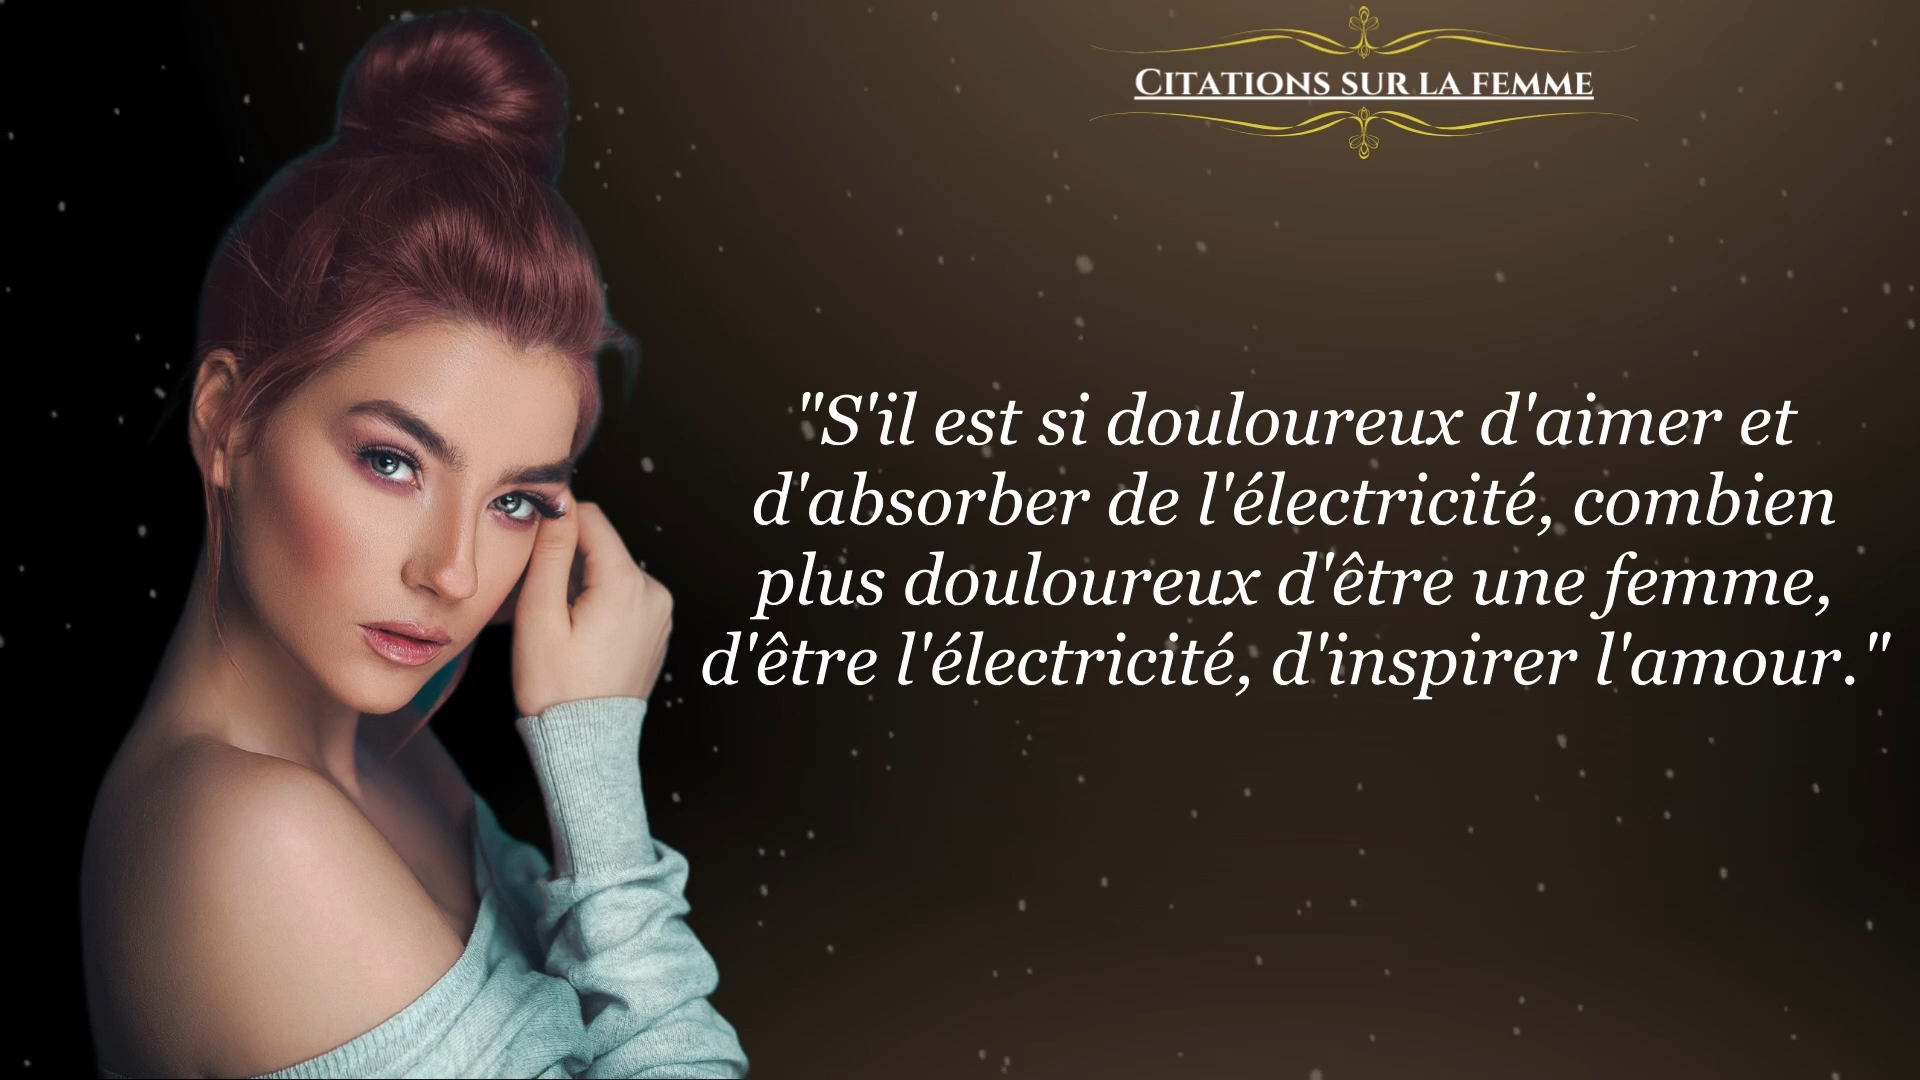 Citations sur la femme
"S'il est si douloureux d'aimer et
d'absorber de l'électricité, combien
plus douloureux d'être une femme,
d'être l'électricité, d'inspirer l'amour."